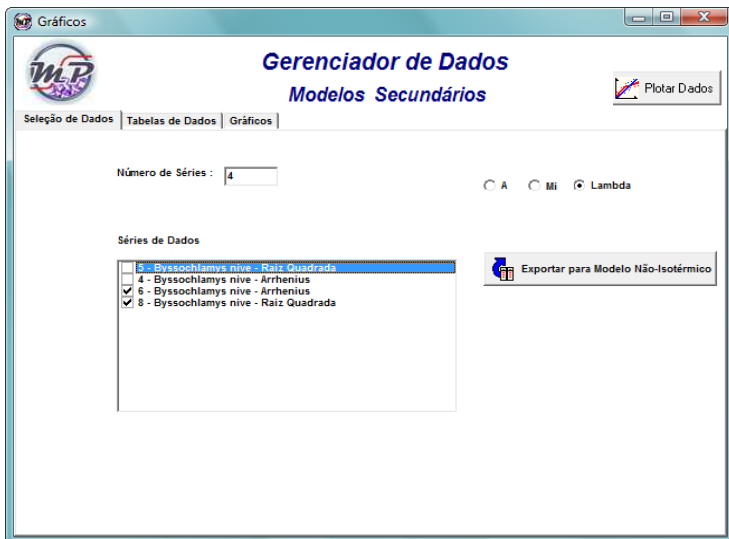 Gráficos
MP
Gerenciador de Dados
Modelos Secundários
Plotar Dados
Seleção de Dados
Tabelas de Dados
Gráficos
Número de Séries :
4
A
Mi
Lambda
Séries de Dados
5 - Byssochlamys nive - Raiz Quadrada
4 - Byssochlamys nive - Arrhenius
6 - Byssochlamys nive - Arrhenius
8 - Byssochlamys nive - Raiz Quadrada
Exportar para Modelo Não-Isotérmico